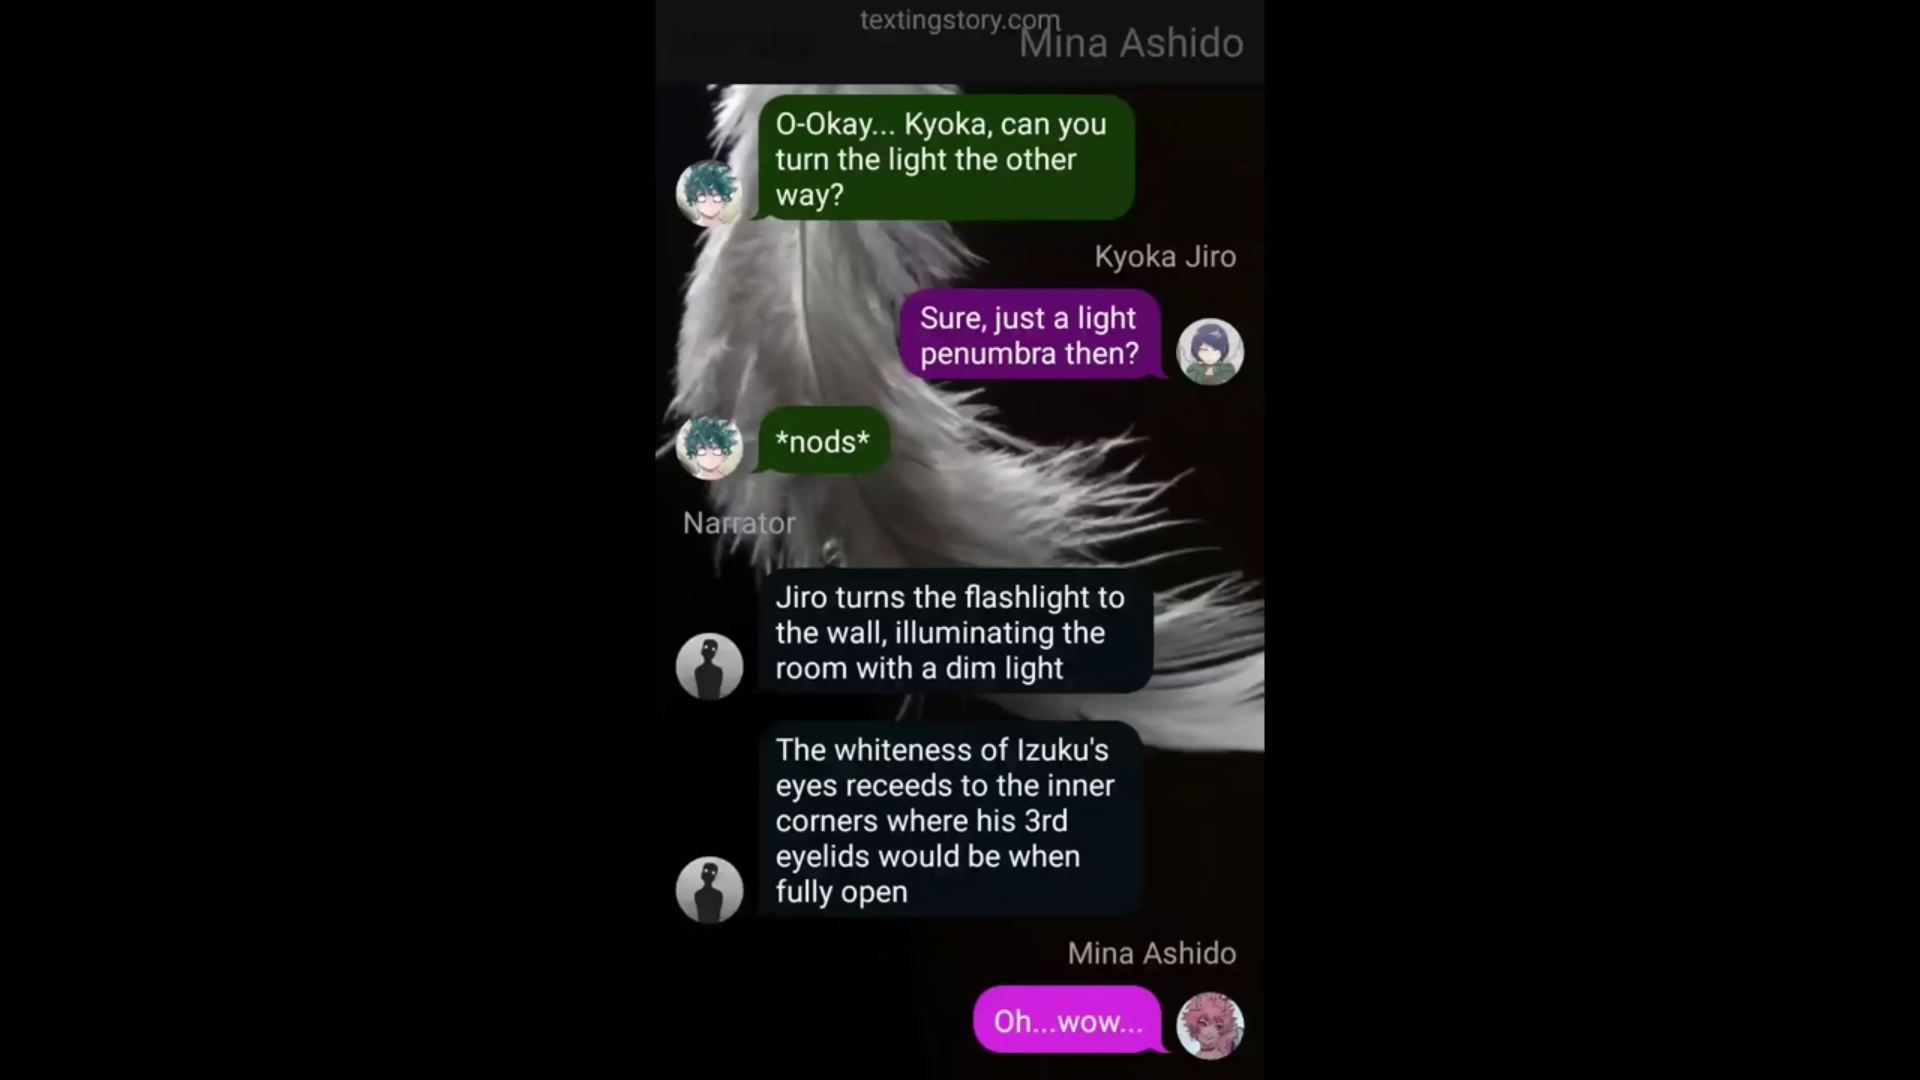 textingstory.com
Mina Ashido
O-Okay... Kyoka, can you
turn the light the other
way?
Kyoka Jiro
Sure, just a light
penumbra then?
*nods*
Narrator
Jiro turns the flashlight to
the wall, illuminating the
room with a dim light
The whiteness of Izuku's
eyes receeds to the inner
corners where his 3rd
eyelids would be when
fully open
Mina Ashido
Oh...wow...